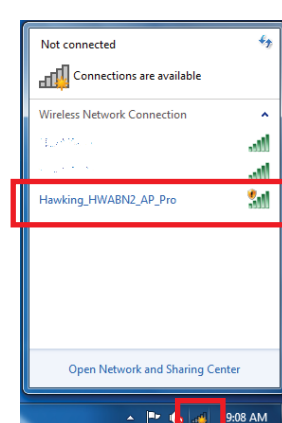 Not connected
Connections are available
Wireless Network Connection
Hawking_HWABN2_AP_Pro
Open Network and Sharing Center
9:08 AM